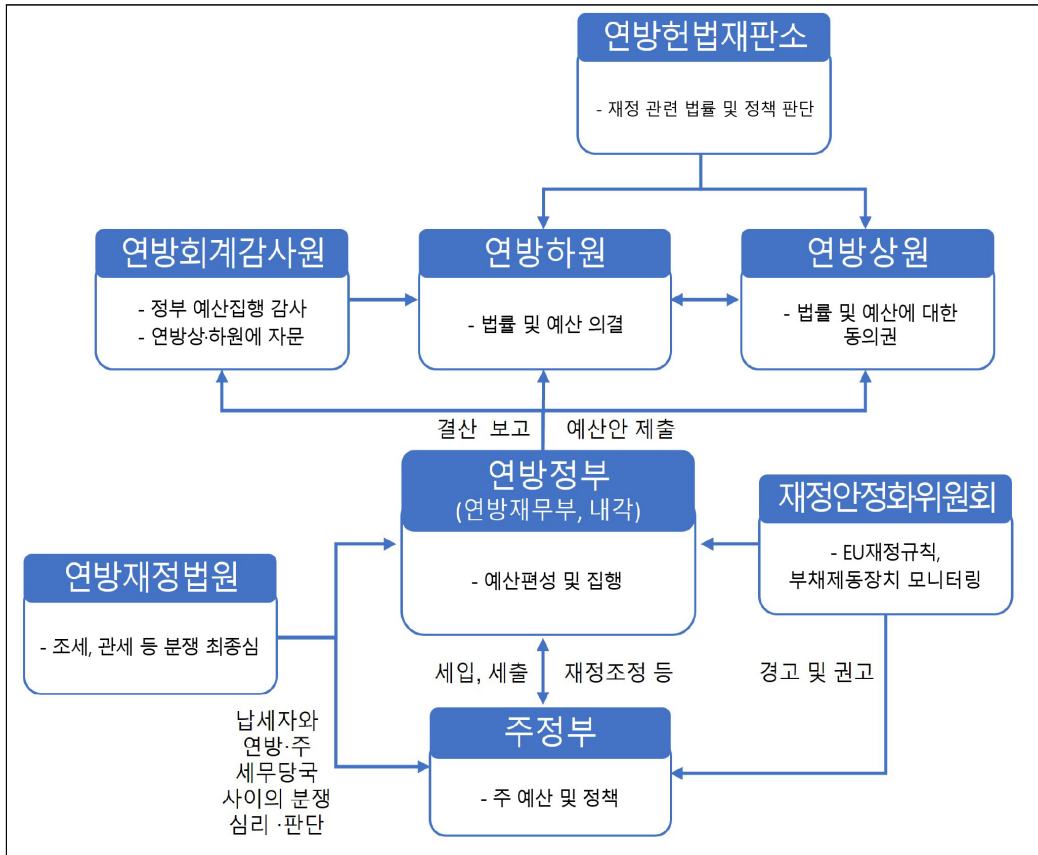 연방헌법재판소
- 재정 관련 법률 및 정책 판단
연방회계감사원
- 정부 예산집행 감사
- 연방상·하원에 자문
연방하원
- 법률 및 예산 의결
연방상원
- 법률 및 예산에 대한
동의권
결산 보고
예산안 제출
연방정부
(연방재무부, 내각)
- 예산편성 및 집행
재정안정화위원회
- EU재정규칙,
부채제동장치 모니터링
연방재정법원
- 조세, 관세 등 분쟁 최종심
세입, 세출
재정조정 등
경고 및 권고
납세자와
연방·주
세무당국
사이의 분쟁
심리 ·판단
주정부
- 주 예산 및 정책